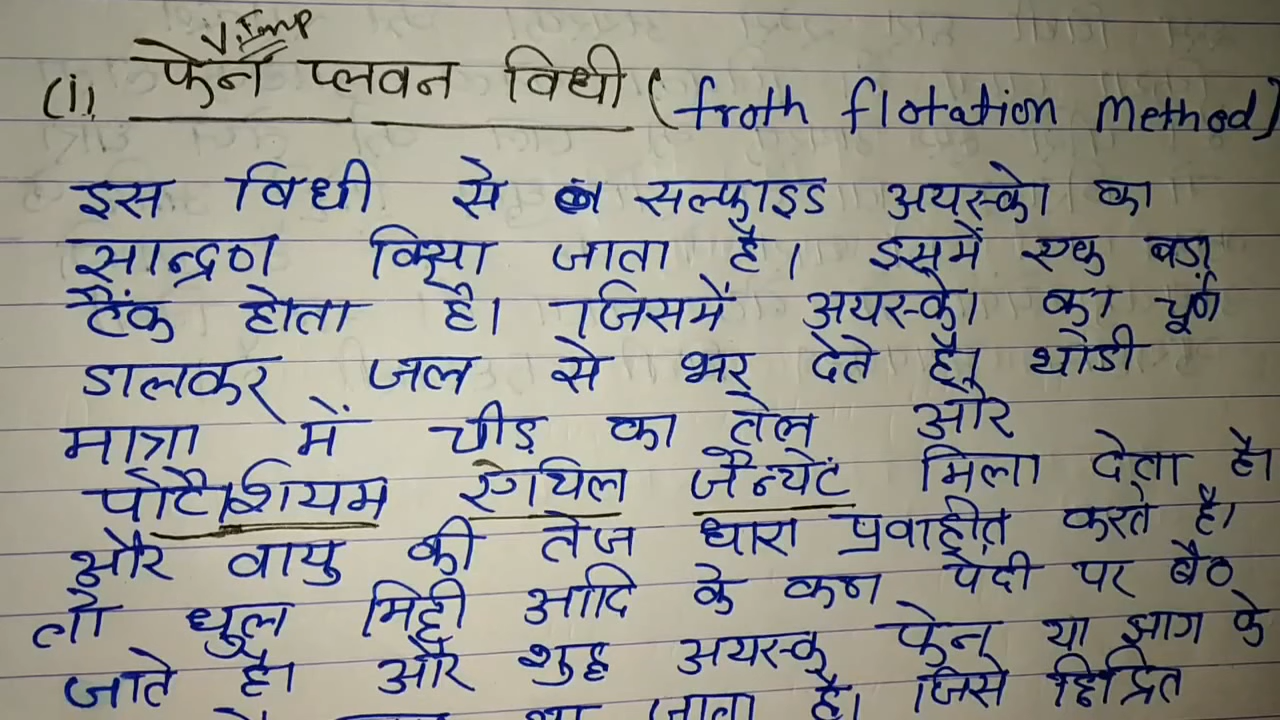 V. Imp
(i) फेन प्लवन विधी (froth flotation Method)
इस विधी से सल्फाइड अयस्को का
सान्द्रण किया जाता है। इसमें एक बडा
टैंक होता है। जिसमें अयस्को का चूर्ण
डालकर जल से भर देते है। थोडी
मात्रा में चीड़ का तेल और
पोटैशियम एथिल जैन्थेट मिला देता है।
और वायु की तेज धारा प्रवाहीत करते है।
तो धूल मिट्टी आदि के कण पेंदी पर बैठ
जाते है। और शुद्ध अयस्क फेन या झाग के
जाता है। जिसे छिद्रित